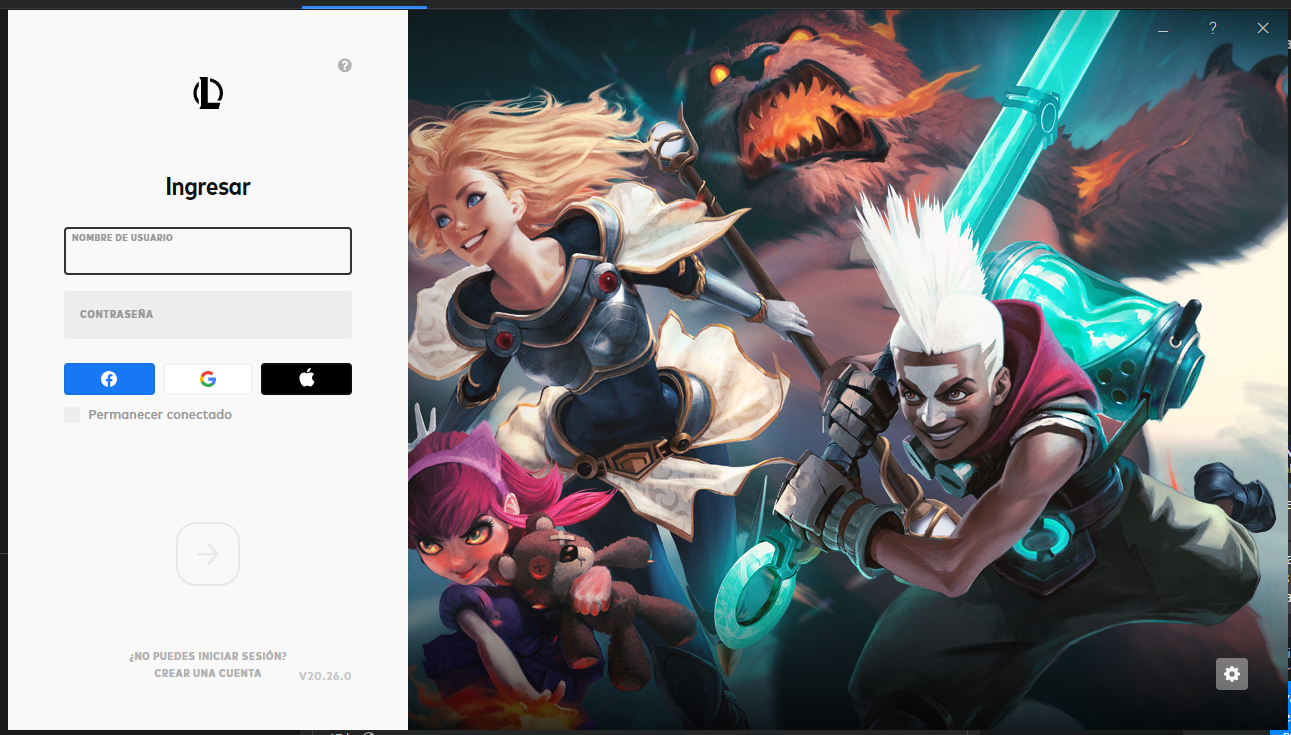 Ingresar
NOMBRE DE USUARIO
CONTRASEÑA
Permanecer conectado
¿NO PUEDES INICIAR SESIÓN?
CREAR UNA CUENTA
V20.26.0
?